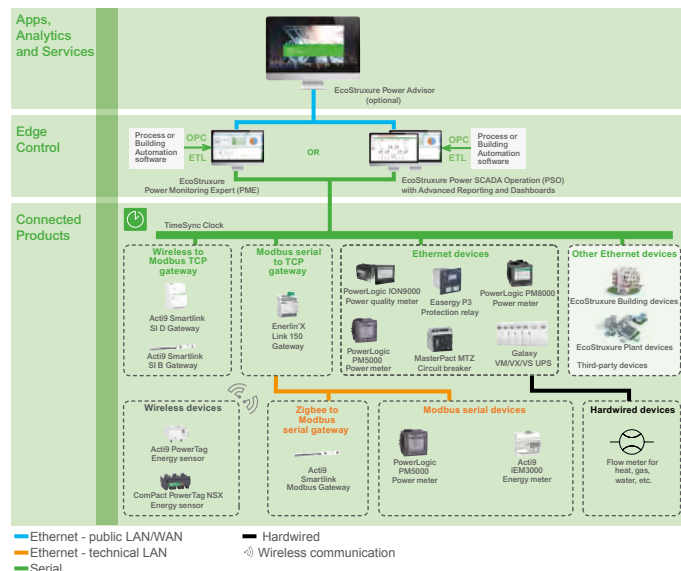 Apps,
Analytics
and Services
EcoStruxure Power Advisor
(optional)
Edge
Control
Process or
Building
Automation
software
OPC
ETL
OR
OPC
ETL
Process or
Building
Automation
software
EcoStruxure
Power Monitoring Expert (PME)
EcoStruxure Power SCADA Operation (PSO)
with Advanced Reporting and Dashboards
Connected
Products
TimeSync Clock
Wireless to
Modbus TCP
gateway
Acti9 Smartlink
SI D Gateway
Acti9 Smartlink
SI B Gateway
Modbus serial
to TCP
gateway
Enerlin'X
Link 150
Gateway
Ethernet devices
PowerLogic ION9000
Power quality meter
Easergy P3
Protection relay
PowerLogic PM8000
Power meter
PowerLogic
PM5000
Power meter
MasterPact MTZ
Circuit breaker
Galaxy
VM/VX/VS UPS
Other Ethernet devices
EcoStruxure Building devices
EcoStruxure Plant devices
Third-party devices
Wireless devices
Acti9 PowerTag
Energy sensor
ComPact PowerTag NSX
Energy sensor
Zigbee to
Modbus
serial gateway
Acti9
Smartlink
Modbus Gateway
Modbus serial devices
PowerLogic
PM5000
Power meter
Acti9
iEM3000
Energy meter
Hardwired devices
Flow meter for
heat, gas,
water, etc.
Ethernet - public LAN/WAN
Ethernet - technical LAN
Serial
Hardwired
Wireless communication